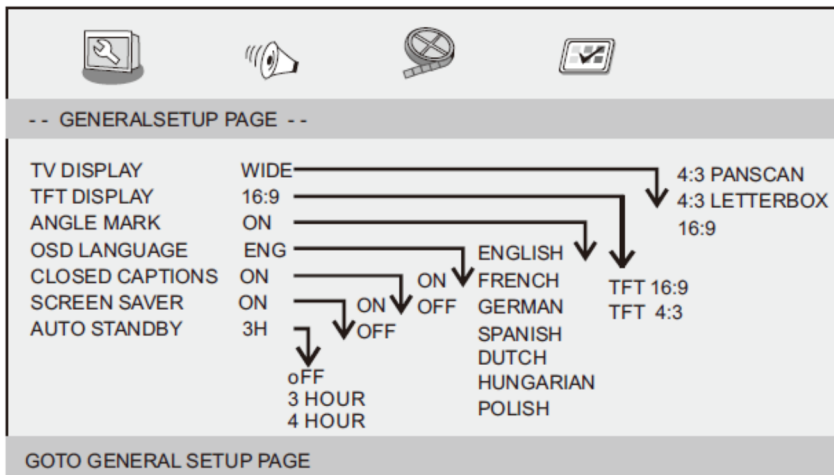 - - GENERALSETUP PAGE - -
TV DISPLAY WIDE
TFT DISPLAY 16:9
ANGLE MARK ON
OSD LANGUAGE ENG
CLOSED CAPTIONS ON
SCREEN SAVER ON
AUTO STANDBY 3H
oFF
3 HOUR
4 HOUR
ON
OFF
ON
OFF
ENGLISH
FRENCH
GERMAN
SPANISH
DUTCH
HUNGARIAN
POLISH
TFT 16:9
TFT 4:3
4:3 PANSCAN
4:3 LETTERBOX
16:9
GOTO GENERAL SETUP PAGE